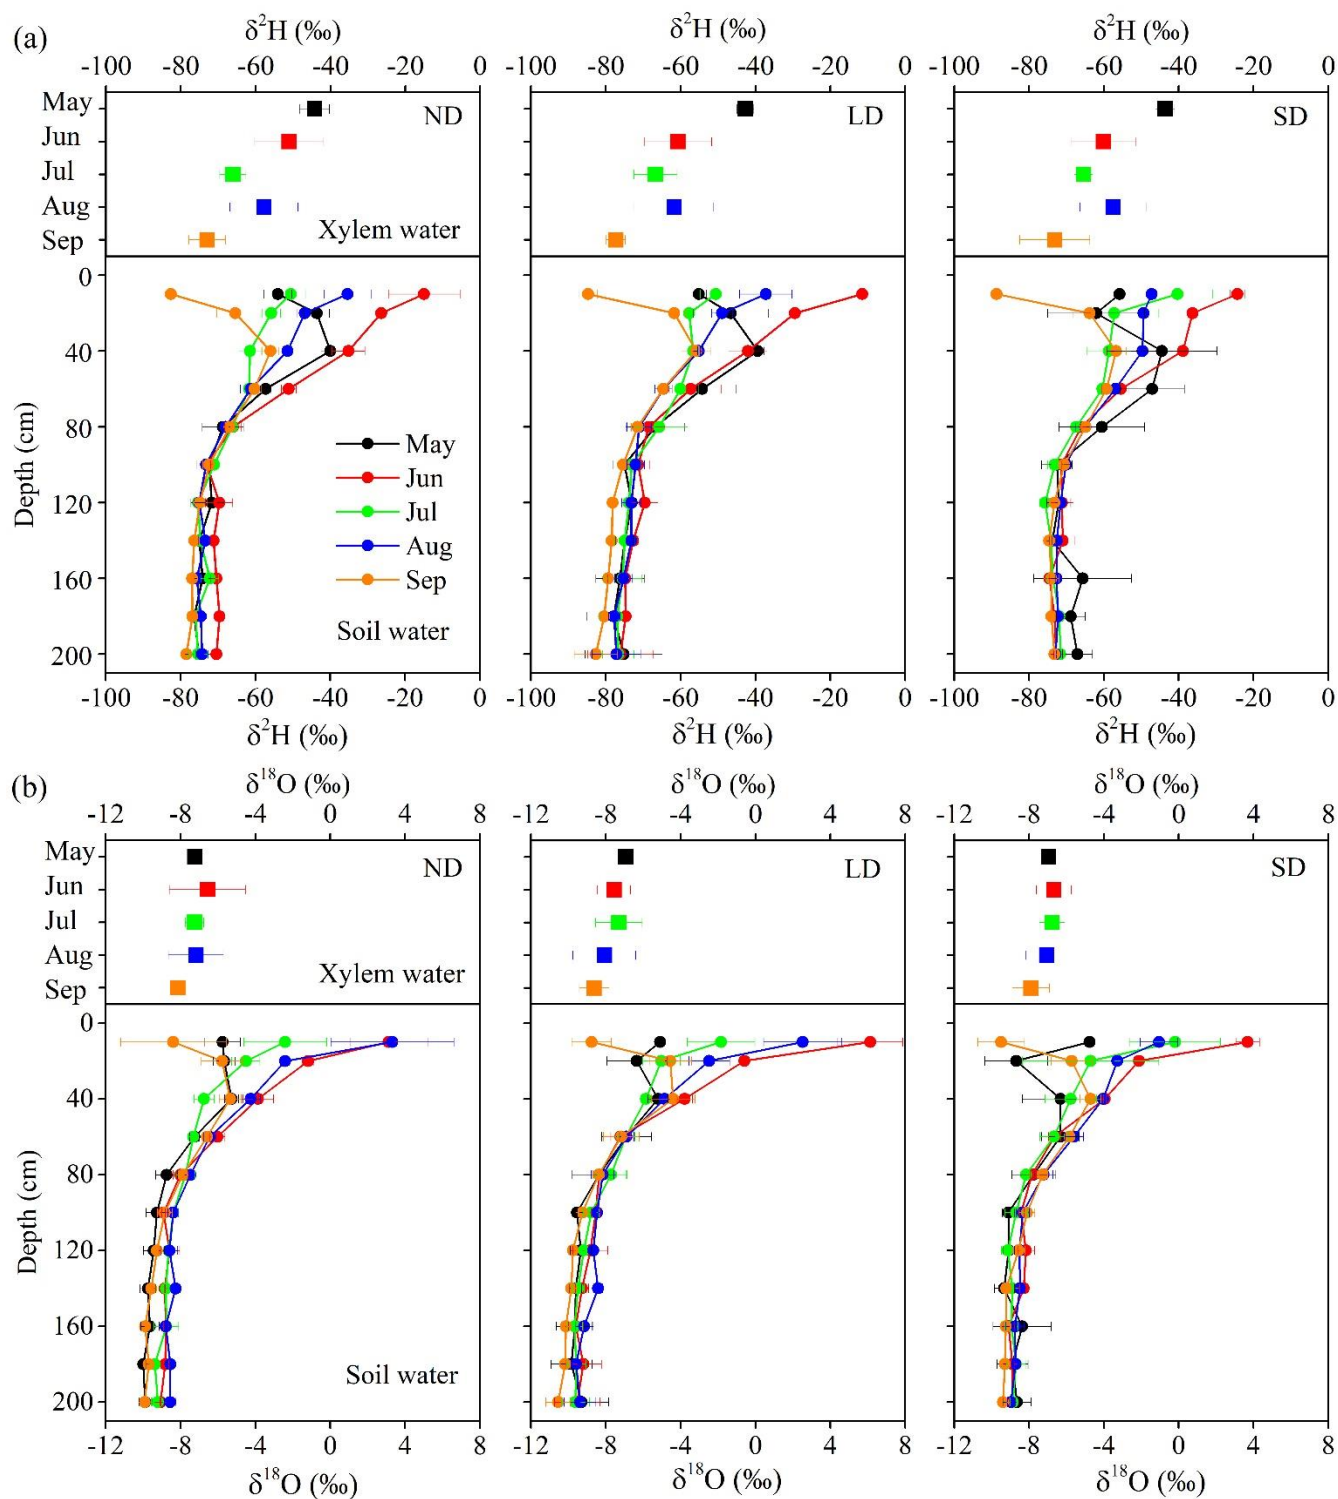 (a)
δ²H (‰) δ²H (‰) δ²H (‰)
-100 -80 -60 -40 -20 0 -100 -80 -60 -40 -20 0 -100 -80 -60 -40 -20 0
May
ND LD SD
Jun
Jul
Aug
Xylem water
Sep
0
40
80
May
Depth (cm)
Jun
120
Jul
Aug
160
Sep
Soil water
200
-100 -80 -60 -40 -20 0 -100 -80 -60 -40 -20 0 -100 -80 -60 -40 -20 0
δ²H (‰) δ²H (‰) δ²H (‰)
(b)
δ¹⁸O (‰) δ¹⁸O (‰) δ¹⁸O (‰)
-12 -8 -4 0 4 8 -12 -8 -4 0 4 8 -12 -8 -4 0 4 8
May
ND LD SD
Jun
Jul
Aug
Xylem water
Sep
0
40
80
Depth (cm)
120
160
Soil water
200
-12 -8 -4 0 4 8 -12 -8 -4 0 4 8 -12 -8 -4 0 4 8
δ¹⁸O (‰) δ¹⁸O (‰) δ¹⁸O (‰)